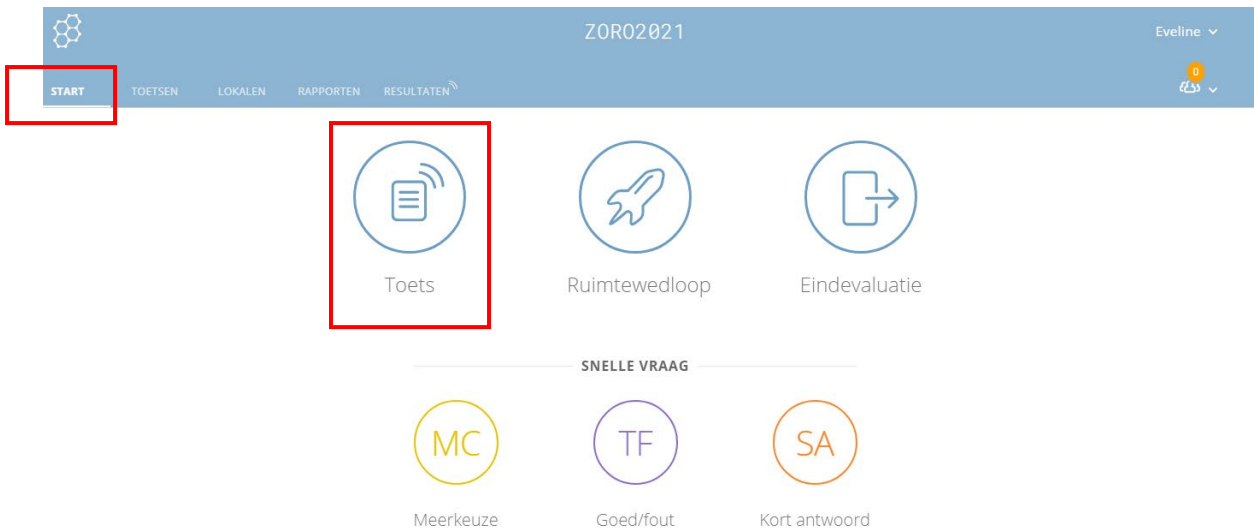 ZORO2021
Eveline
START TOETSEN LOKALEN RAPPORTEN RESULTATEN
0
Toets Ruimtewedloop Eindevaluatie
SNELLE VRAAG
MC TF SA
Meerkeuze Goed/fout Kort antwoord